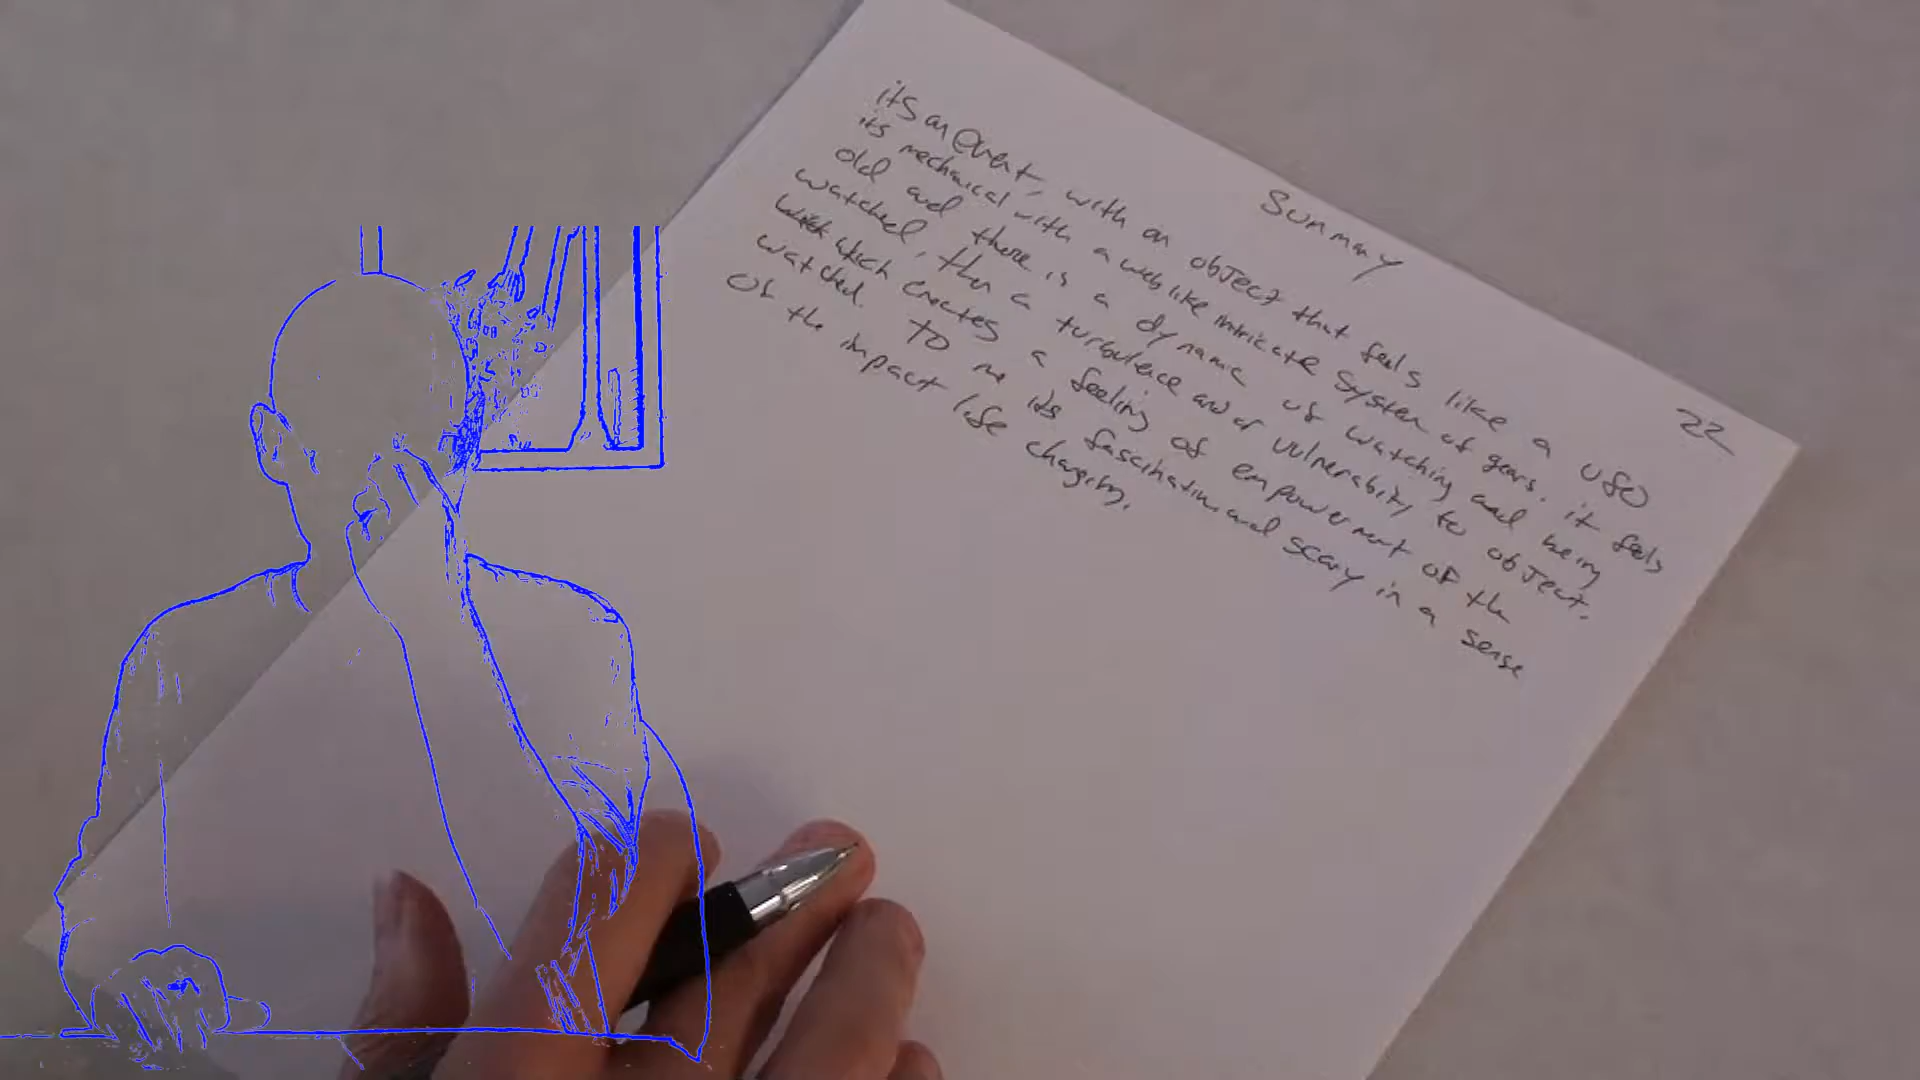 Summary
22
its an event, with an object that feels like a UFO
its mechanical with a web like intricate system of gears. it feels
old and there is a dynamic of watching and being
watched, then a turbulence and or vulnerability to object.
which creates a feeling of empowerment of the
watched. To me its fascinating and scary in a sense
of the impact life changing.